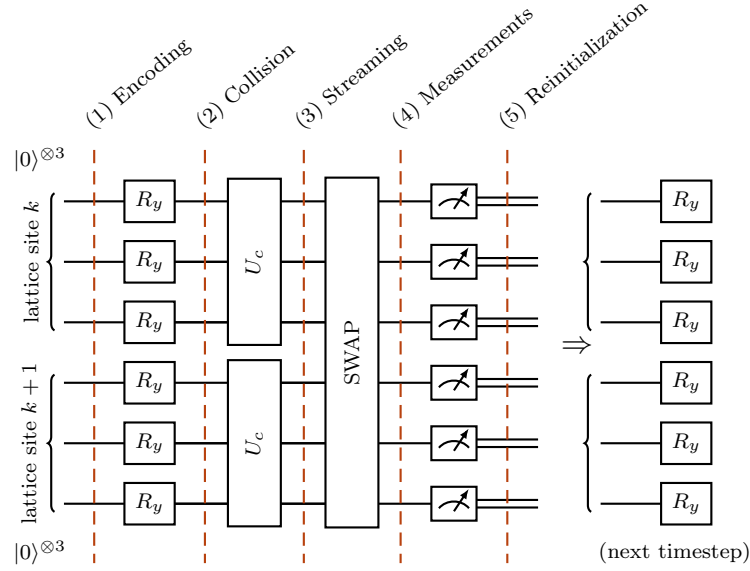 (1) Encoding
(2) Collision
(3) Streaming
(4) Measurements
(5) Reinitialization
|0⟩^{⊗3}
lattice site k
R_y
R_y
R_y
U_c
SWAP
R_y
R_y
R_y
⇒
lattice site k + 1
R_y
R_y
R_y
U_c
R_y
R_y
R_y
|0⟩^{⊗3}
(next timestep)